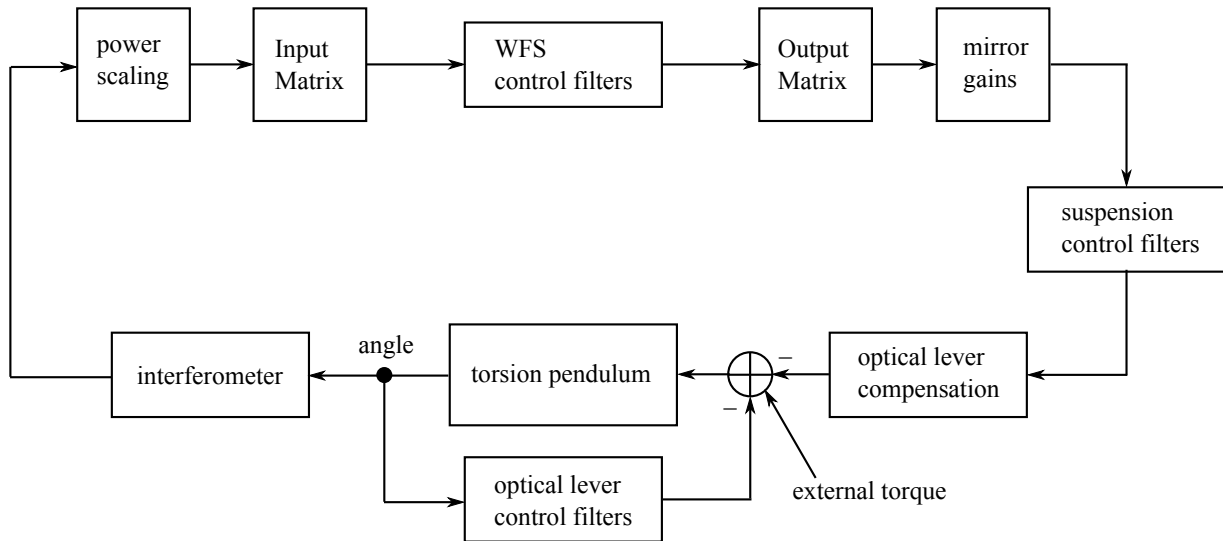 power
scaling
Input
Matrix
WFS
control filters
Output
Matrix
mirror
gains
suspension
control filters
interferometer
angle
torsion pendulum
–
–
optical lever
compensation
optical lever
control filters
external torque